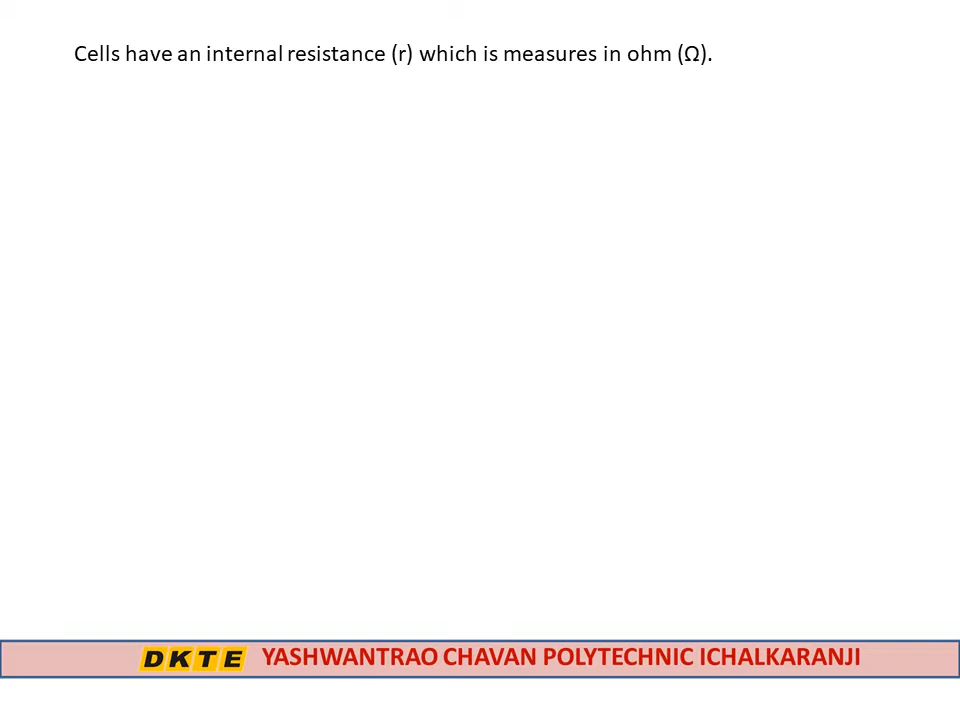 Cells have an internal resistance (r) which is measures in ohm (Ω).
DKTE YASHWANTRAO CHAVAN POLYTECHNIC ICHALKARANJI